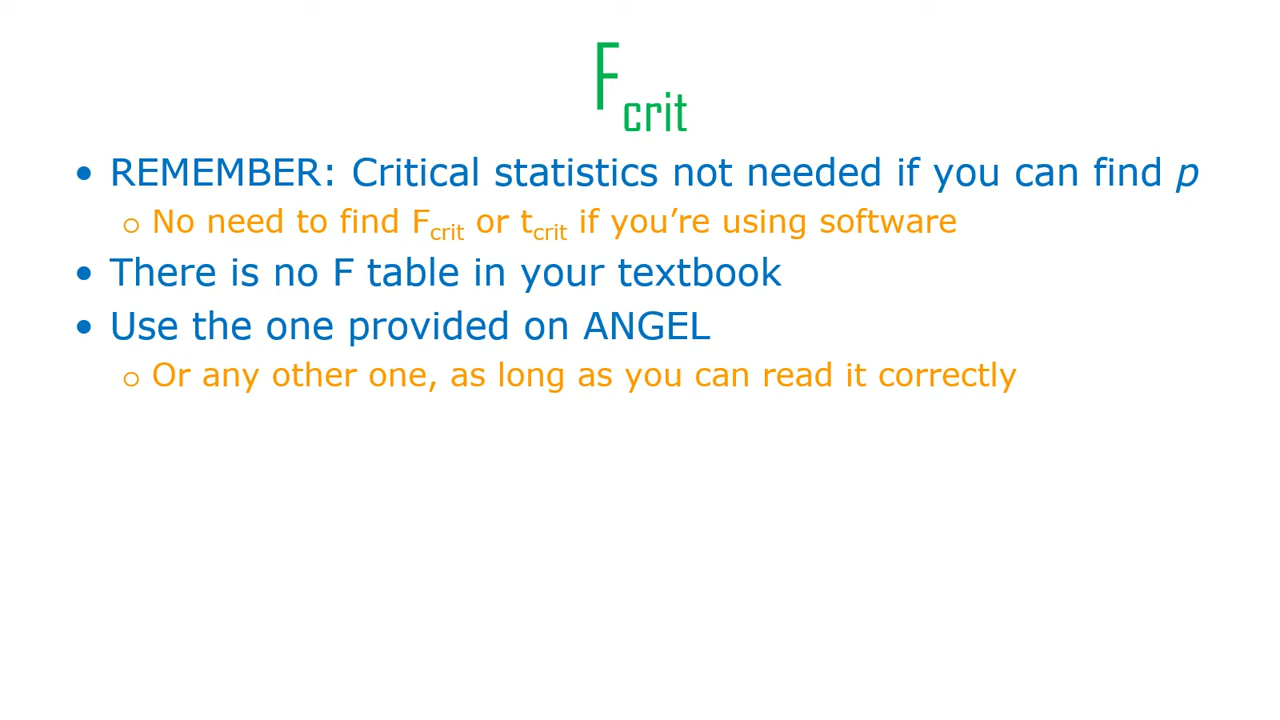 Fcrit
• REMEMBER: Critical statistics not needed if you can find p
o No need to find Fcrit or tcrit if you’re using software
• There is no F table in your textbook
• Use the one provided on ANGEL
o Or any other one, as long as you can read it correctly